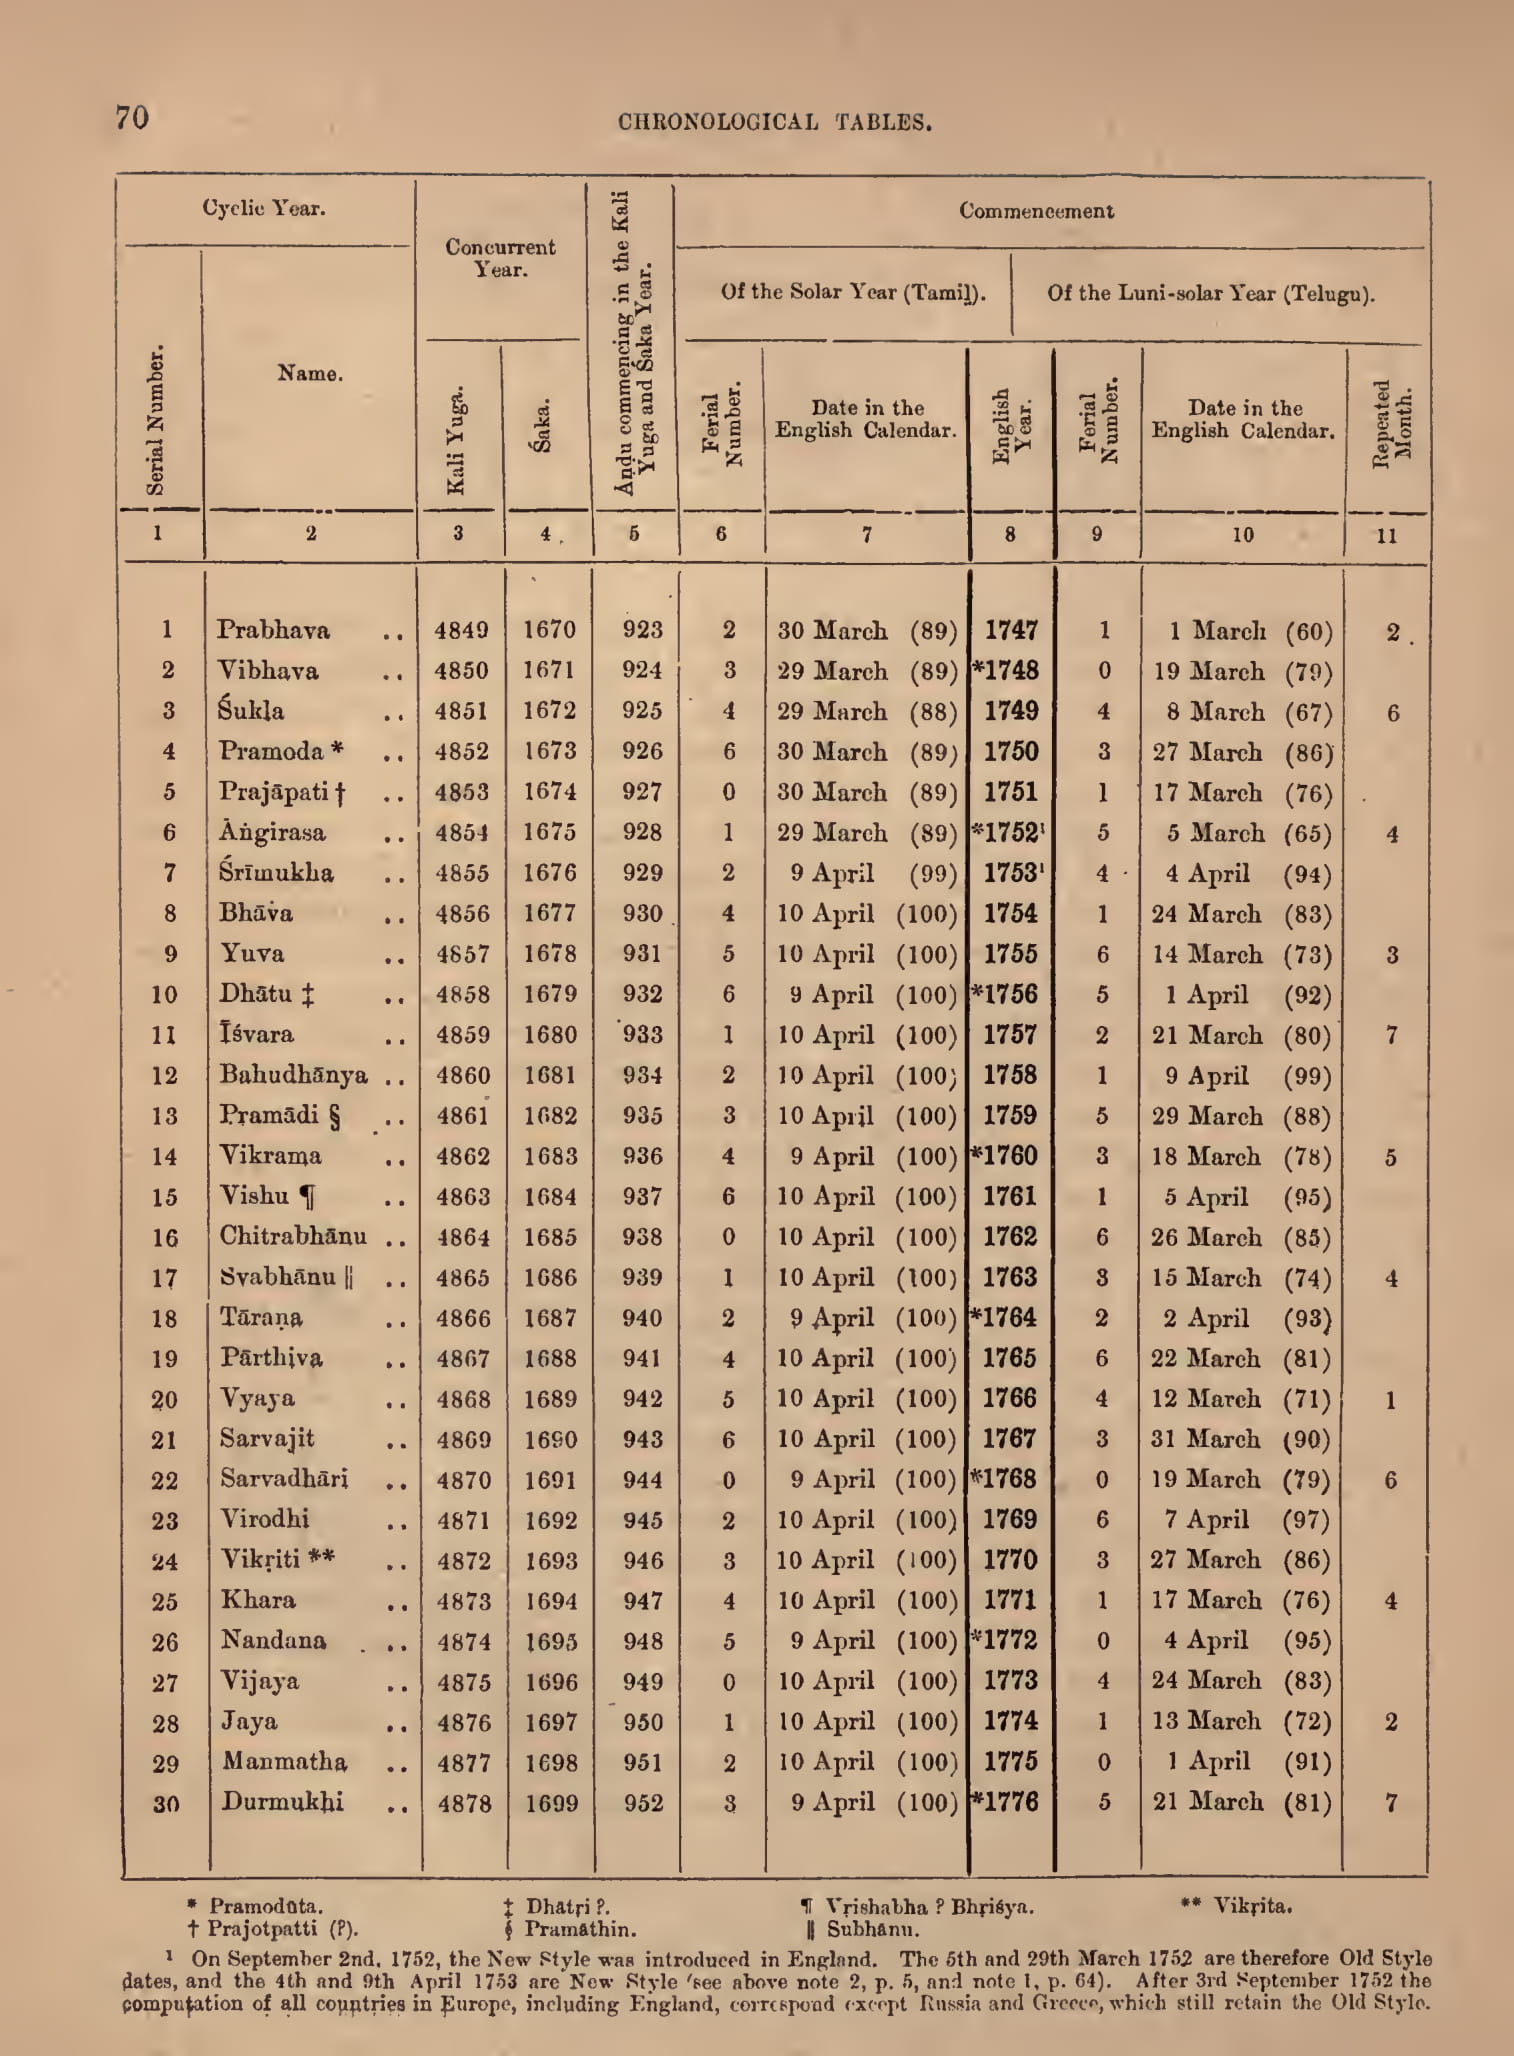 70
CHRONOLOGICAL TABLES.
Cyclic Year.
Concurrent
Year.
Āṇḍu commencing in the Kali
Yuga and Śaka Year.
Commencement
Of the Solar Year (Tamiḻ).
Of the Luni-solar Year (Telugu).
Serial Number.
Name.
Kali Yuga.
Śaka.
Ferial
Number.
Date in the
English Calendar.
English
Year.
Ferial
Number.
Date in the
English Calendar.
Repeated
Month.
1 2 3 4 5 6 7 8 9 10 11
1 Prabhava .. 4849 1670 923 2 30 March (89) 1747 1 1 March (60) 2
2 Vibhava .. 4850 1671 924 3 29 March (89) *1748 0 19 March (79)
3 Śukla .. 4851 1672 925 4 29 March (88) 1749 4 8 March (67) 6
4 Pramoda * .. 4852 1673 926 6 30 March (89) 1750 3 27 March (86)
5 Prajāpati † .. 4853 1674 927 0 30 March (89) 1751 1 17 March (76)
6 Ȧṅgirasa .. 4854 1675 928 1 29 March (89) *1752¹ 5 5 March (65) 4
7 Śrīmukha .. 4855 1676 929 2 9 April (99) 1753¹ 4 4 April (94)
8 Bhāva .. 4856 1677 930 4 10 April (100) 1754 1 24 March (83)
9 Yuva .. 4857 1678 931 5 10 April (100) 1755 6 14 March (73) 3
10 Dhātu ‡ .. 4858 1679 932 6 9 April (100) *1756 5 1 April (92)
11 Īśvara .. 4859 1680 933 1 10 April (100) 1757 2 21 March (80) 7
12 Bahudhānya .. 4860 1681 934 2 10 April (100) 1758 1 9 April (99)
13 Pramādi § .. 4861 1682 935 3 10 April (100) 1759 5 29 March (88)
14 Vikrama .. 4862 1683 936 4 9 April (100) *1760 3 18 March (78) 5
15 Vishu ¶ .. 4863 1684 937 6 10 April (100) 1761 1 5 April (95)
16 Chitrabhānu .. 4864 1685 938 0 10 April (100) 1762 6 26 March (85)
17 Svabhānu ‖ .. 4865 1686 939 1 10 April (100) 1763 3 15 March (74) 4
18 Tāraṇa .. 4866 1687 940 2 9 April (100) *1764 2 2 April (93)
19 Pārthiva .. 4867 1688 941 4 10 April (100) 1765 6 22 March (81)
20 Vyaya .. 4868 1689 942 5 10 April (100) 1766 4 12 March (71) 1
21 Sarvajit .. 4869 1690 943 6 10 April (100) 1767 3 31 March (90)
22 Sarvadhāri .. 4870 1691 944 0 9 April (100) *1768 0 19 March (79) 6
23 Virodhi .. 4871 1692 945 2 10 April (100) 1769 6 7 April (97)
24 Vikṛiti ** .. 4872 1693 946 3 10 April (100) 1770 3 27 March (86)
25 Khara .. 4873 1694 947 4 10 April (100) 1771 1 17 March (76) 4
26 Nandana .. 4874 1695 948 5 9 April (100) *1772 0 4 April (95)
27 Vijaya .. 4875 1696 949 0 10 April (100) 1773 4 24 March (83)
28 Jaya .. 4876 1697 950 1 10 April (100) 1774 1 13 March (72) 2
29 Manmatha .. 4877 1698 951 2 10 April (100) 1775 0 1 April (91)
30 Durmukhi .. 4878 1699 952 3 9 April (100) *1776 5 21 March (81) 7
* Pramodūta. ‡ Dhātṛi ?. ¶ Vṛishabha ? Bhṛiśya. ** Vikṛita.
† Prajotpatti (?). § Pramāthin. ‖ Subhānu.
¹ On September 2nd, 1752, the New Style was introduced in England. The 5th and 29th March 1752 are therefore Old Style
dates, and the 4th and 9th April 1753 are New Style (see above note 2, p. 5, and note 1, p. 64). After 3rd September 1752 the
computation of all countries in Europe, including England, correspond except Russia and Greece, which still retain the Old Style.